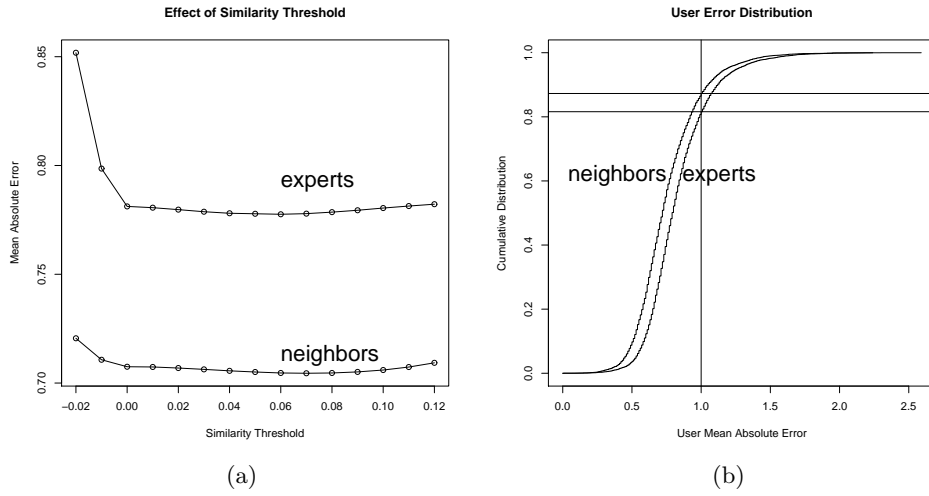 Effect of Similarity Threshold
Mean Absolute Error
0.85
0.80
0.75
0.70
experts
neighbors
−0.02 0.00 0.02 0.04 0.06 0.08 0.10 0.12
Similarity Threshold
(a)
User Error Distribution
Cumulative Distribution
1.0
0.8
0.6
0.4
0.2
0.0
neighbors experts
0.0 0.5 1.0 1.5 2.0 2.5
User Mean Absolute Error
(b)